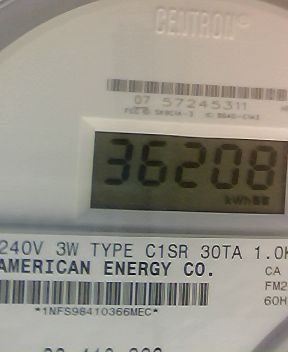 CENTRON®
07 57245311
36208
kWh
240V 3W TYPE C1SR 30TA 1.0K
AMERICAN ENERGY CO.
CA
FM2
60H
*1NFS98410366MEC*